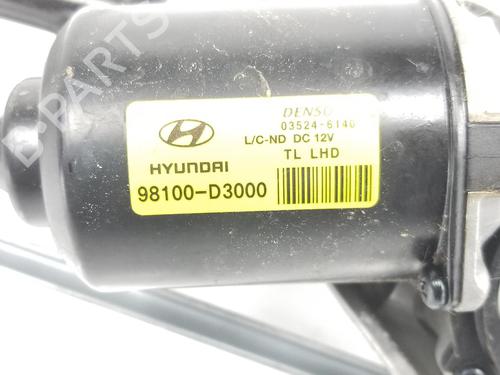 D-PARTS
DENSO
03524-6140
L/C-ND DC 12V
HYUNDAI
TL LHD
98100-D3000